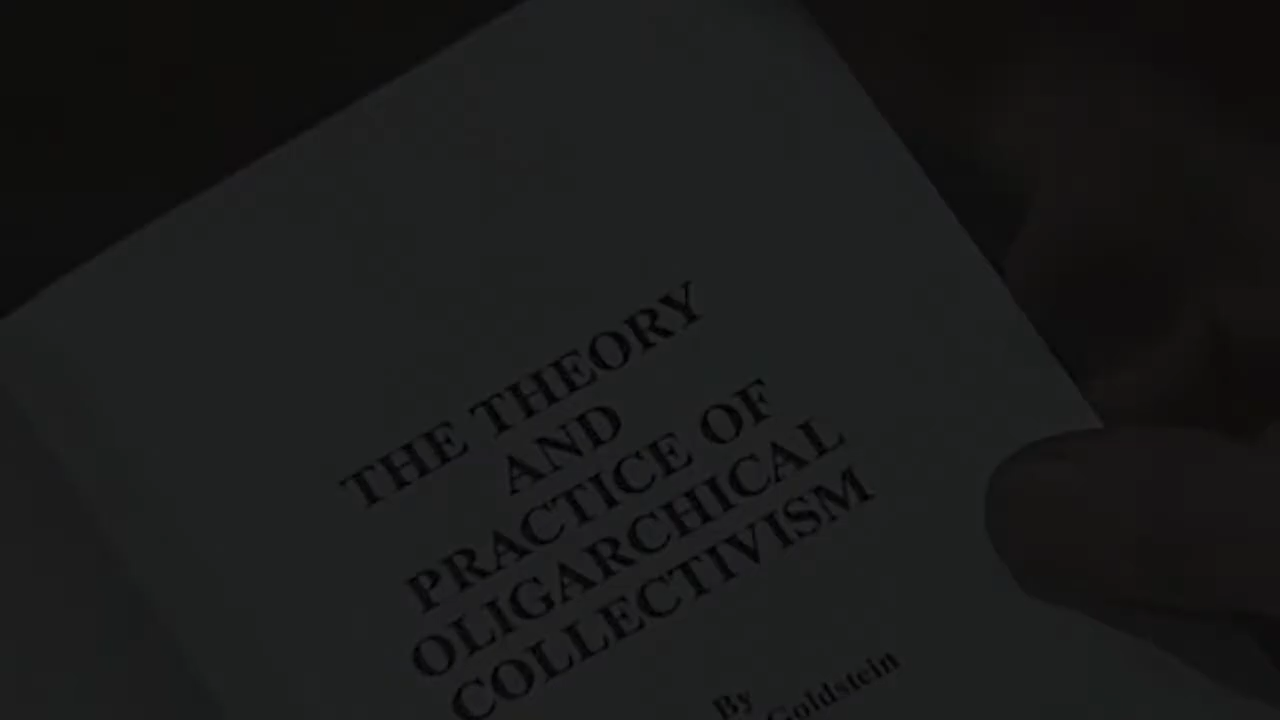 THE THEORY
AND
PRACTICE OF
OLIGARCHICAL
COLLECTIVISM
By
Goldstein